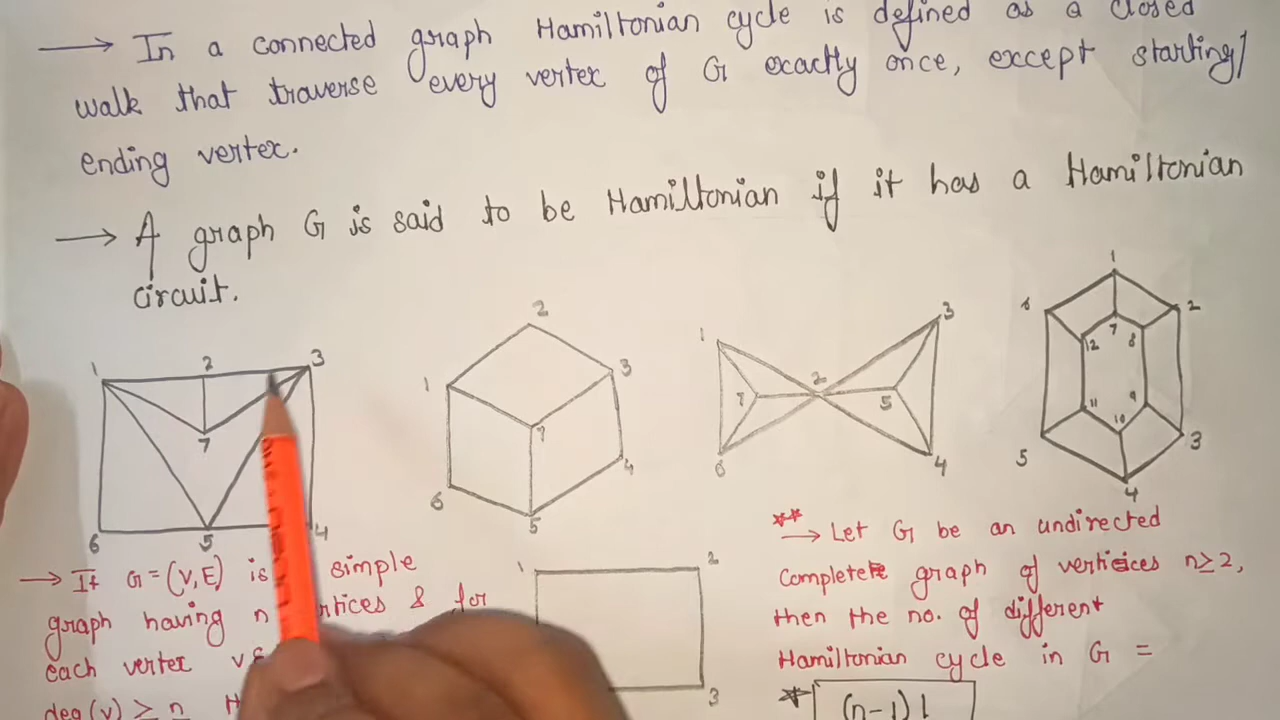 → In a connected graph Hamiltonian cycle is defined as a closed
walk that traverse every vertex of G exactly once, except starting/
ending vertex.
→ A graph G is said to be Hamiltonian if it has a Hamiltonian
circuit.
1 2 3
7
6 5 4
2
1 3
7
6 5 4
1 3
2
7 5
6 4
1
6 2
7
12 8
11 9
10
5 3
4
→ If G=(V,E) is simple
graph having n vertices & for
each vertex
deg(v) ≥ n
1 2
3
** → Let G be an undirected
Complete graph of verticies n≥2,
then the no. of different
Hamiltonian cycle in G =
* (n-1)!